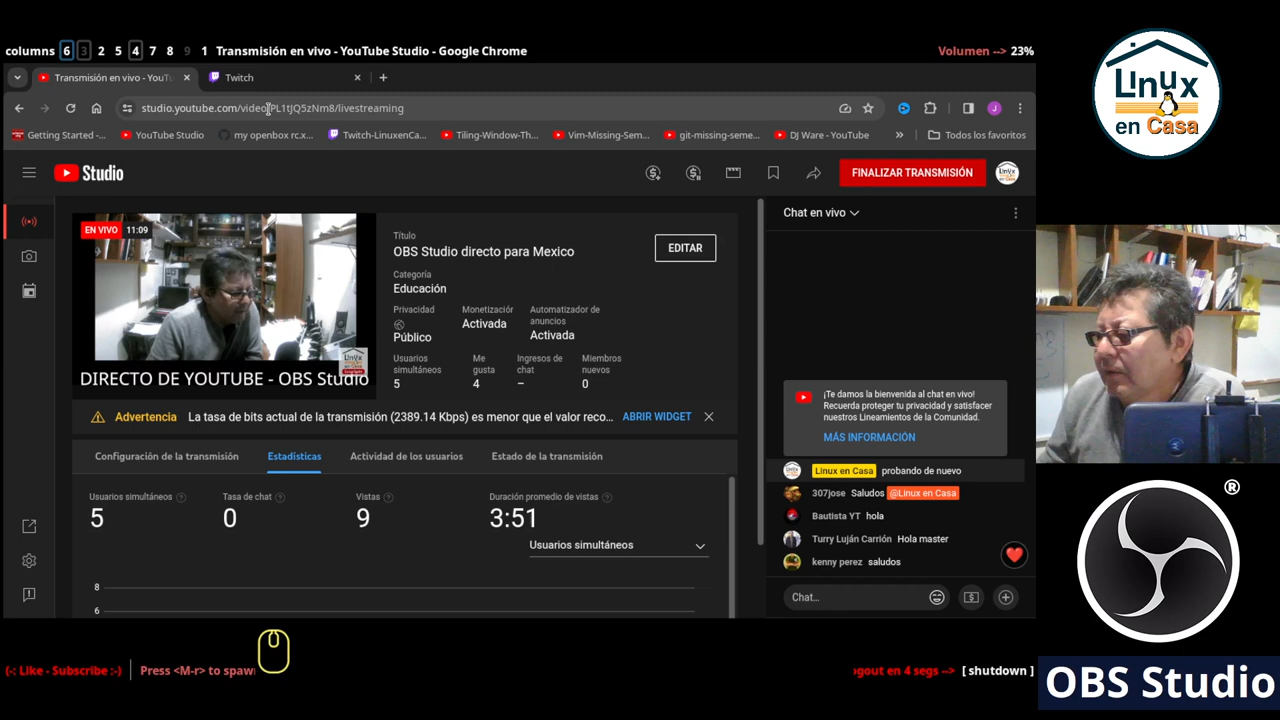 columns 6 3 2 5 4 7 8 9 1 Transmisión en vivo - YouTube Studio - Google Chrome
Volumen --> 23%
Transmisión en vivo - YouTu
Twitch
studio.youtube.com/video/PL1tJQ5zNm8/livestreaming
J
Getting Started -...
YouTube Studio
my openbox rc.x...
Twitch-LinuxenCa...
Tiling-Window-Th...
Vim-Missing-Sem...
git-missing-seme...
DJ Ware - YouTube
Todos los favoritos
Studio
FINALIZAR TRANSMISIÓN
EN VIVO 11:09
DIRECTO DE YOUTUBE - OBS Studio
Título
OBS Studio directo para Mexico
EDITAR
Categoría
Educación
Privacidad
Público
Monetización
Activada
Automatizador de
anuncios
Activada
Usuarios
simultáneos
5
Me
gusta
4
Ingresos de
chat
–
Miembros
nuevos
0
Advertencia La tasa de bits actual de la transmisión (2389.14 Kbps) es menor que el valor reco...
ABRIR WIDGET
Configuración de la transmisión
Estadísticas
Actividad de los usuarios
Estado de la transmisión
Usuarios simultáneos
5
Tasa de chat
0
Vistas
9
Duración promedio de vistas
3:51
Usuarios simultáneos
8
6
Chat en vivo
¡Te damos la bienvenida al chat en vivo!
Recuerda proteger tu privacidad y satisfacer
nuestros Lineamientos de la Comunidad.
MÁS INFORMACIÓN
Linux en Casa probando de nuevo
307jose Saludos @Linux en Casa
Bautista YT hola
Turry Luján Carrión Hola master
kenny perez saludos
Chat...
(-: Like - Subscribe :-)
Press <M-r> to spaw
ogout en 4 segs --> [ shutdown ]
Linux
en Casa
®
OBS Studio